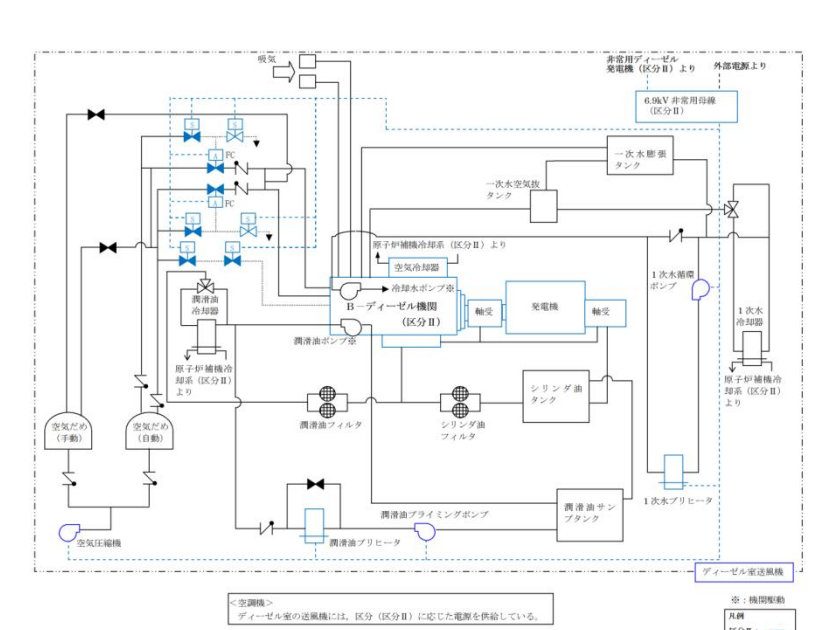 吸気
非常用ディーゼル
発電機（区分Ⅱ）より
外部電源より
6.9kV 非常用母線
（区分Ⅱ）
S
S
A
FC
A
FC
S
S
S
S
一次水膨張
タンク
一次水空気抜
タンク
原子炉補機冷却系（区分Ⅱ）より
空気冷却器
冷却水ポンプ※
B－ディーゼル機関
（区分Ⅱ）
軸受
発電機
軸受
１次水循環
ポンプ
潤滑油
冷却器
潤滑油ポンプ※
１次水
冷却器
原子炉補機冷
却系（区分Ⅱ）
より
原子炉補機冷
却系（区分Ⅱ）
より
シリンダ油
タンク
空気だめ
（手動）
空気だめ
（自動）
潤滑油フィルタ
シリンダ油
フィルタ
１次水プリヒータ
潤滑油プライミングポンプ
潤滑油サン
プタンク
空気圧縮機
潤滑油プリヒータ
ディーゼル室送風機
＜空調機＞
ディーゼル室の送風機には、区分（区分Ⅱ）に応じた電源を供給している。
※：機関駆動
凡例